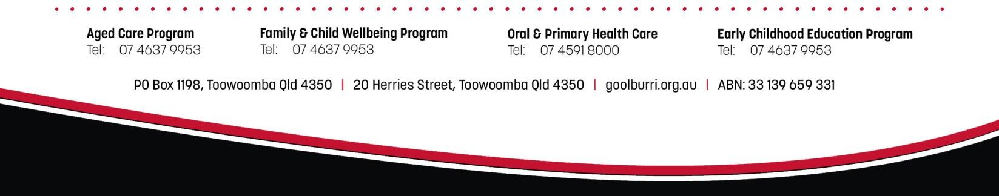 Aged Care Program
Tel: 07 4637 9953
Family & Child Wellbeing Program
Tel: 07 4637 9953
Oral & Primary Health Care
Tel: 07 4591 8000
Early Childhood Education Program
Tel: 07 4637 9953
PO Box 1198, Toowoomba Qld 4350 | 20 Herries Street, Toowoomba Qld 4350 | goolburri.org.au | ABN: 33 139 659 331